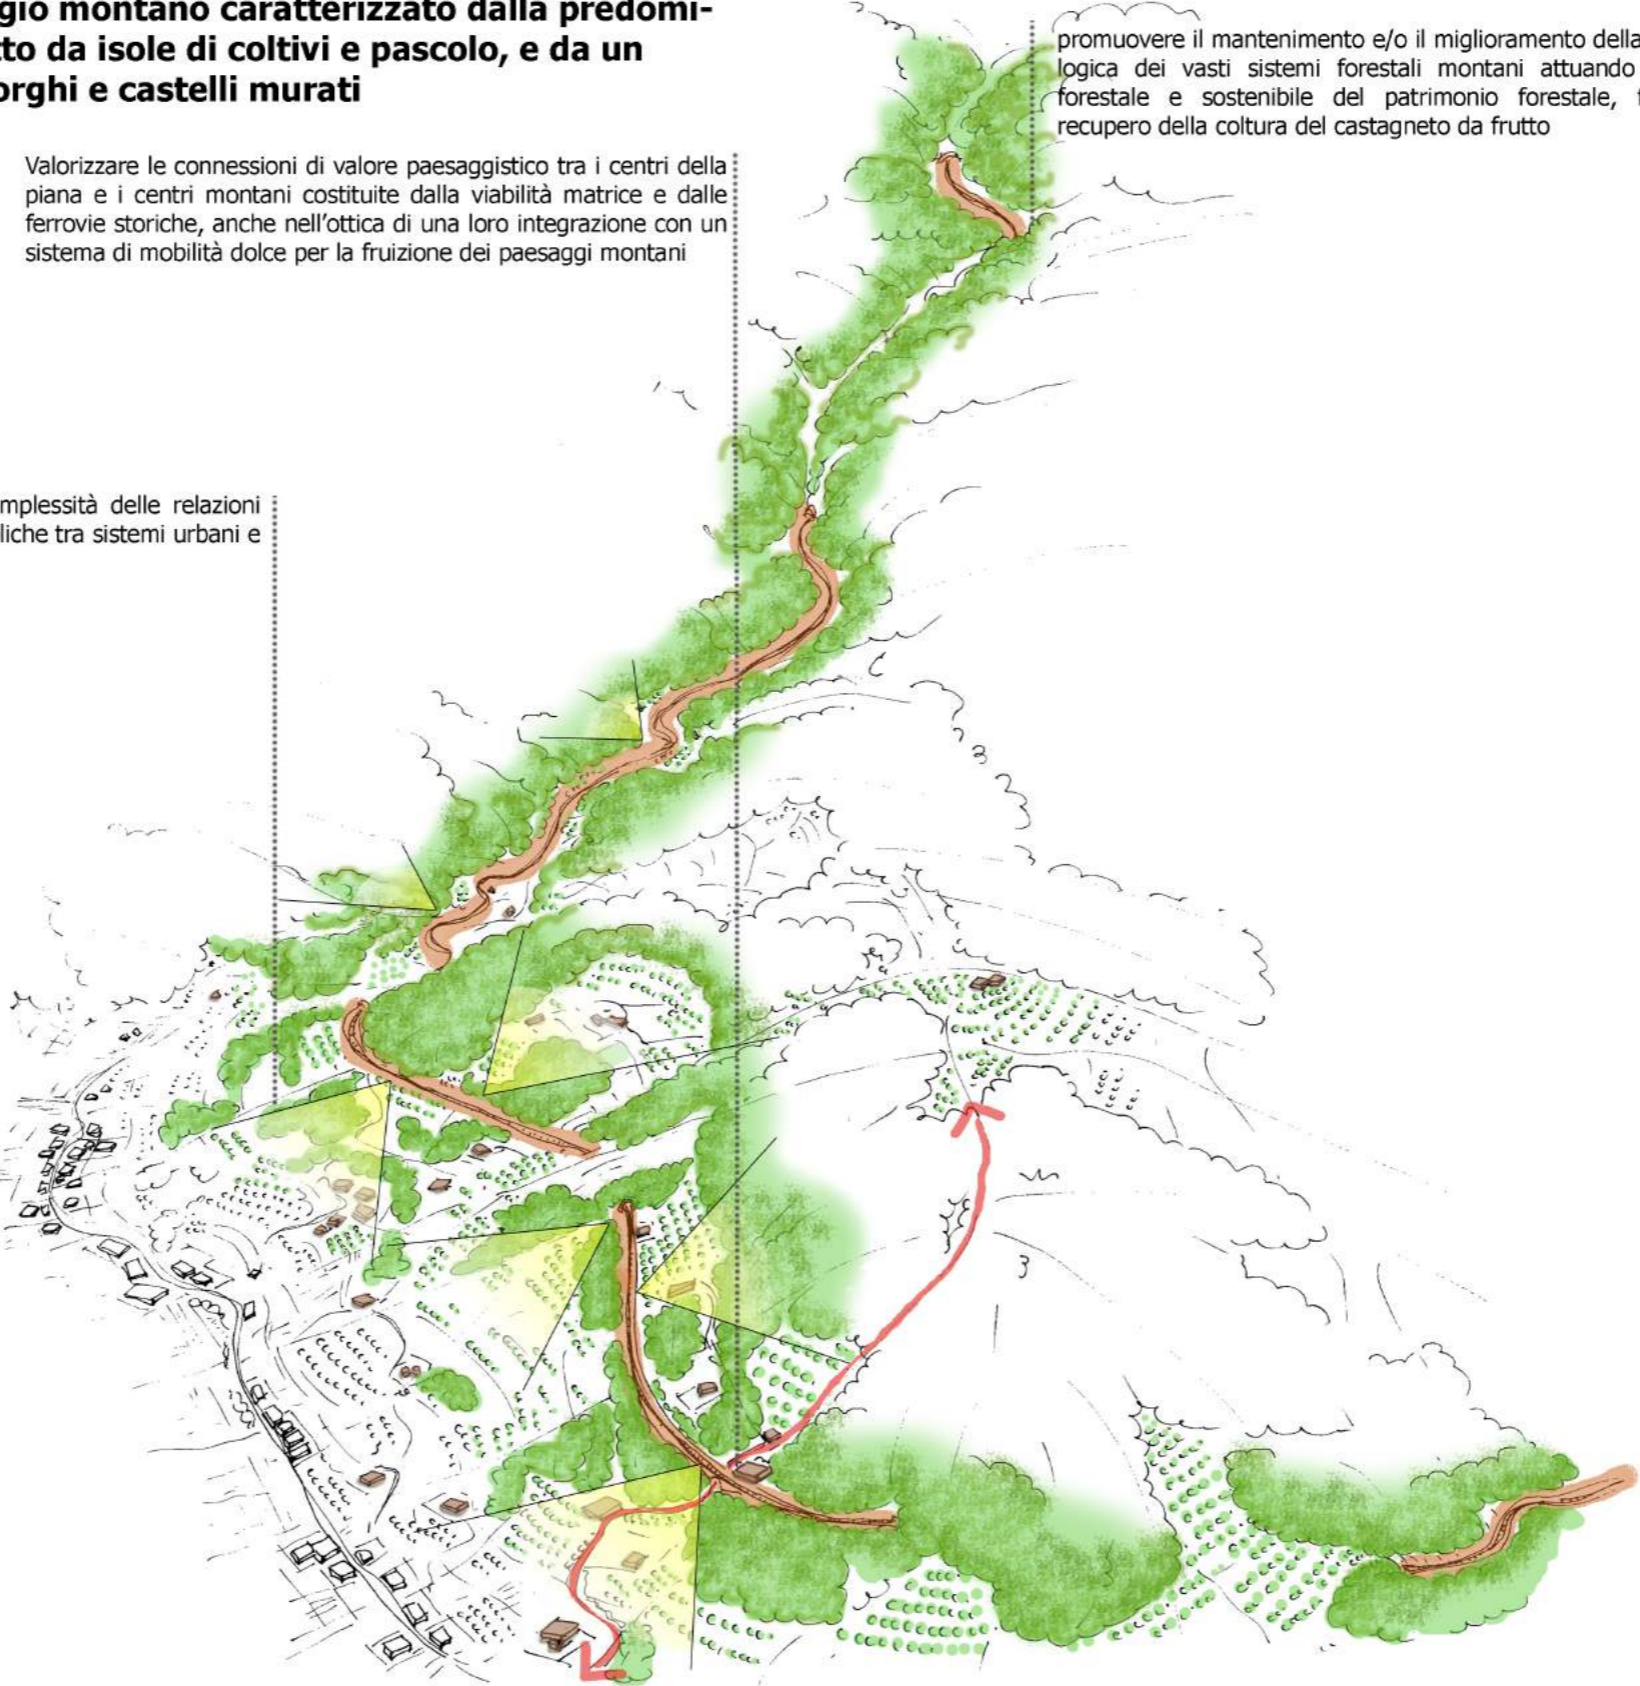 gio montano caratterizzato dalla predomi-
tto da isole di coltivi e pascolo, e da un
orghi e castelli murati
promuovere il mantenimento e/o il miglioramento della
logica dei vasti sistemi forestali montani attuando
forestale e sostenibile del patrimonio forestale, f
recupero della coltura del castagneto da frutto
Valorizzare le connessioni di valore paesaggistico tra i centri della
piana e i centri montani costituite dalla viabilità matrice e dalle
ferrovie storiche, anche nell'ottica di una loro integrazione con un
sistema di mobilità dolce per la fruizione dei paesaggi montani
mplessità delle relazioni
liche tra sistemi urbani e